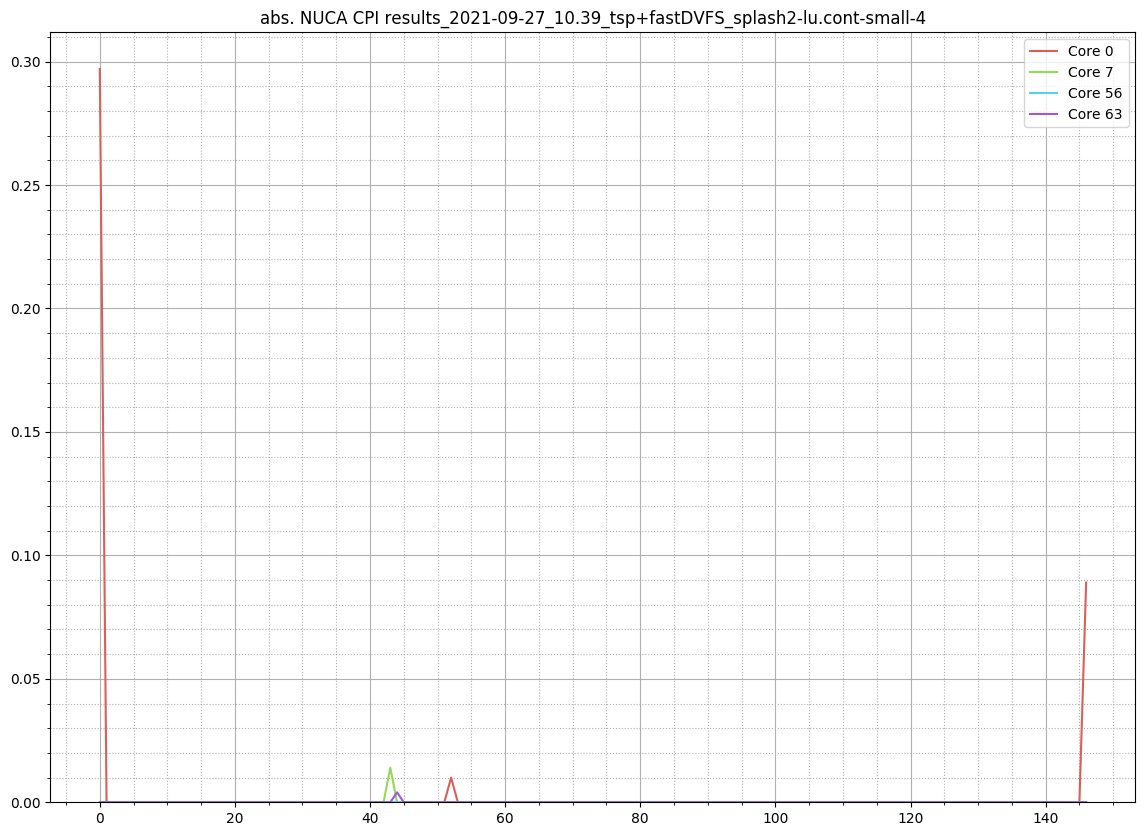 abs. NUCA CPI results_2021-09-27_10.39_tsp+fastDVFS_splash2-lu.cont-small-4
Core 0
Core 7
Core 56
Core 63
0.30
0.25
0.20
0.15
0.10
0.05
0.00
0 20 40 60 80 100 120 140